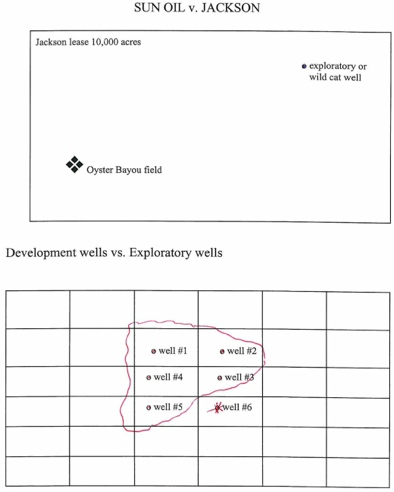 SUN OIL v. JACKSON
Jackson lease 10,000 acres
exploratory or
wild cat well
Oyster Bayou field
Development wells vs. Exploratory wells
well #1 well #2
well #4 well #3
well #5 well #6